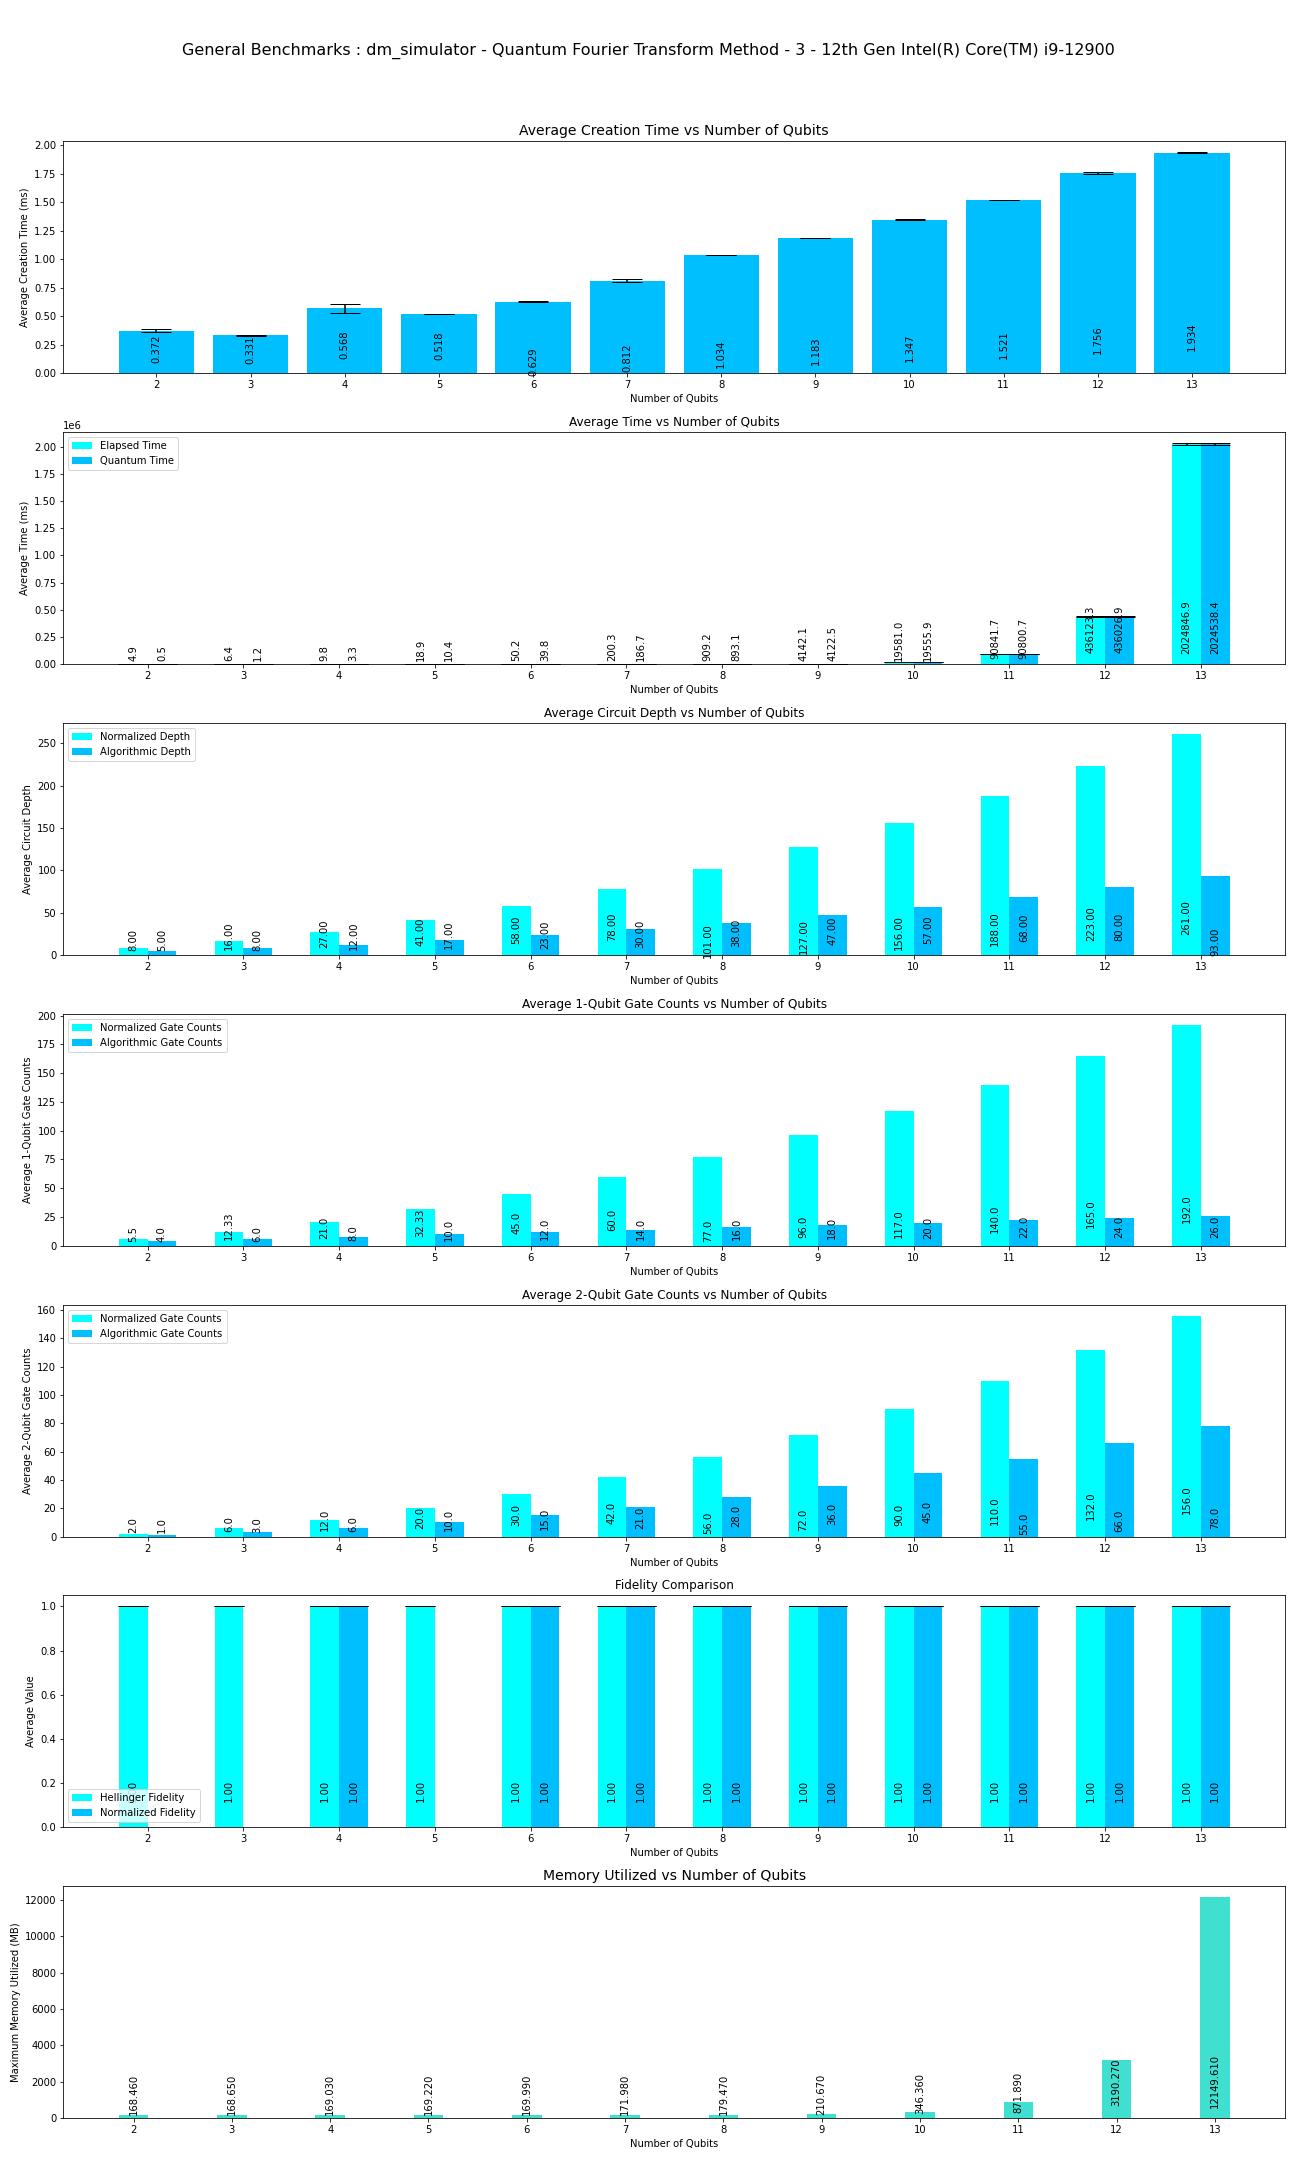 General Benchmarks : dm_simulator - Quantum Fourier Transform Method - 3 - 12th Gen Intel(R) Core(TM) i9-12900
Average Creation Time vs Number of Qubits
Average Creation Time (ms)
2.00
1.75
1.50
1.25
1.00
0.75
0.50
0.25
0.00
0.372 0.331 0.568 0.518 0.629 0.812 1.034 1.183 1.347 1.521 1.756 1.934
2 3 4 5 6 7 8 9 10 11 12 13
Number of Qubits
Average Time vs Number of Qubits
1e6
Average Time (ms)
Elapsed Time
Quantum Time
2.00
1.75
1.50
1.25
1.00
0.75
0.50
0.25
0.00
4.9 0.5 6.4 1.2 9.8 3.3 18.9 10.4 50.2 39.8 200.3 186.7 909.2 893.1 4142.1 4122.5 19581.0 19555.9 90841.7 90800.7 436123.3 436026.9 2024846.9 2024538.4
2 3 4 5 6 7 8 9 10 11 12 13
Number of Qubits
Average Circuit Depth vs Number of Qubits
Average Circuit Depth
Normalized Depth
Algorithmic Depth
250
200
150
100
50
0
8.00 5.00 16.00 8.00 27.00 12.00 41.00 17.00 58.00 23.00 78.00 30.00 101.00 38.00 127.00 47.00 156.00 57.00 188.00 68.00 223.00 80.00 261.00 93.00
2 3 4 5 6 7 8 9 10 11 12 13
Number of Qubits
Average 1-Qubit Gate Counts vs Number of Qubits
Average 1-Qubit Gate Counts
Normalized Gate Counts
Algorithmic Gate Counts
200
175
150
125
100
75
50
25
0
5.5 4.0 12.33 6.0 21.0 8.0 32.33 10.0 45.0 12.0 60.0 14.0 77.0 16.0 96.0 18.0 117.0 20.0 140.0 22.0 165.0 24.0 192.0 26.0
2 3 4 5 6 7 8 9 10 11 12 13
Number of Qubits
Average 2-Qubit Gate Counts vs Number of Qubits
Average 2-Qubit Gate Counts
Normalized Gate Counts
Algorithmic Gate Counts
160
140
120
100
80
60
40
20
0
2.0 1.0 6.0 3.0 12.0 6.0 20.0 10.0 30.0 15.0 42.0 21.0 56.0 28.0 72.0 36.0 90.0 45.0 110.0 55.0 132.0 66.0 156.0 78.0
2 3 4 5 6 7 8 9 10 11 12 13
Number of Qubits
Fidelity Comparison
Average Value
1.0
0.8
0.6
0.4
0.2
0.0
1.00 1.00 1.00 1.00 1.00 1.00 1.00 1.00 1.00 1.00 1.00 1.00 1.00 1.00 1.00 1.00 1.00 1.00 1.00 1.00
Hellinger Fidelity
Normalized Fidelity
2 3 4 5 6 7 8 9 10 11 12 13
Number of Qubits
Memory Utilized vs Number of Qubits
Maximum Memory Utilized (MB)
12000
10000
8000
6000
4000
2000
0
168.460 168.650 169.030 169.220 169.990 171.980 179.470 210.670 346.360 871.890 3190.270 12149.610
2 3 4 5 6 7 8 9 10 11 12 13
Number of Qubits